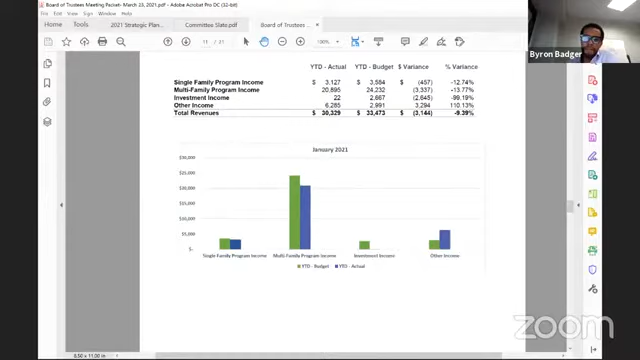 Board of Trustees Meeting Packet- March 23, 2021.pdf - Adobe Acrobat Pro DC (32-bit)
Home Tools 2021 Strategic Plan... Committee Slate.pdf... Board of Trustees... ×
11 / 21 100%
Byron Badger
YTD - Actual YTD - Budget $ Variance % Variance
Single Family Program Income $ 3,127 $ 3,584 $ (457) -12.74%
Multi-Family Program Income 20,895 24,232 (3,337) -13.77%
Investment Income 22 2,667 (2,645) -99.19%
Other Income 6,285 2,991 3,294 110.13%
Total Revenues $ 30,329 $ 33,473 $ (3,144) -9.39%
January 2021
$30,000
$25,000
$20,000
$15,000
$10,000
$5,000
$-
Single Family Program Income Multi-Family Program Income Investment Income Other Income
YTD - Budget YTD - Actual
8.50 x 11.00 in
zoom